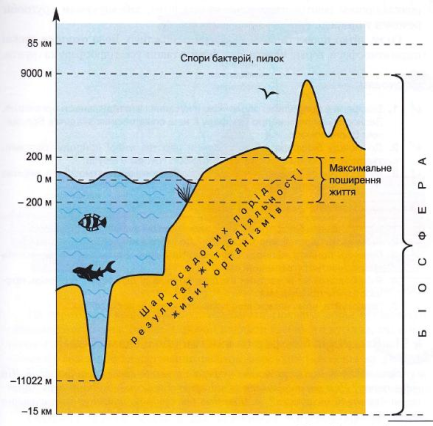 85 км
Спори бактерій, пилок
9000 м
200 м
0 м
–200 м
Максимальне
поширення
життя
Шар осадових порід –
результат життєдіяльності
живих організмів
–11022 м
–15 км
БІОСФЕРА